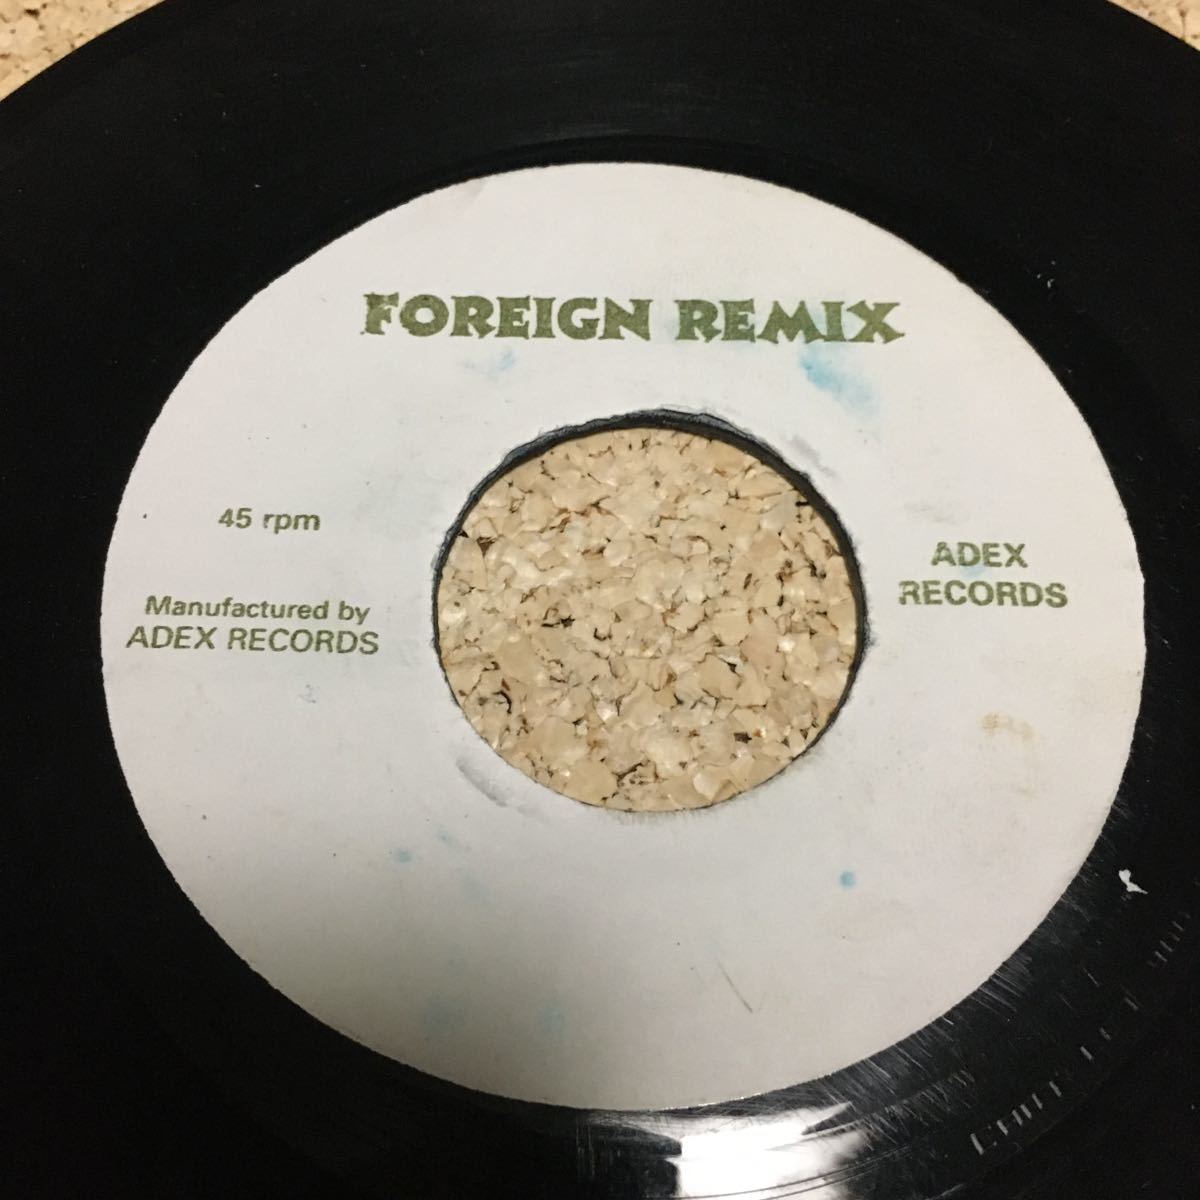 FOREIGN REMIX
45 rpm
Manufactured by
ADEX RECORDS
ADEX
RECORDS